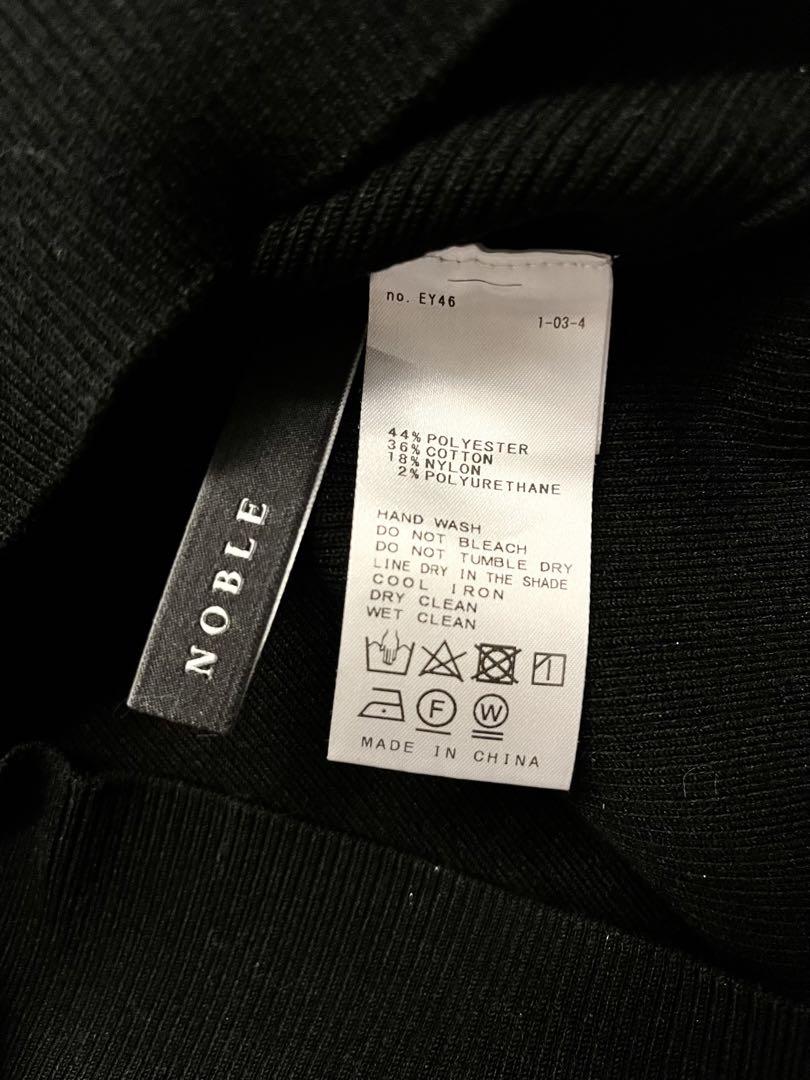 no. EY46
1-03-4
44% POLYESTER
36% COTTON
18% NYLON
2% POLYURETHANE
HAND WASH
DO NOT BLEACH
DO NOT TUMBLE DRY
LINE DRY IN THE SHADE
COOL IRON
DRY CLEAN
WET CLEAN
F W
MADE IN CHINA
NOBLE